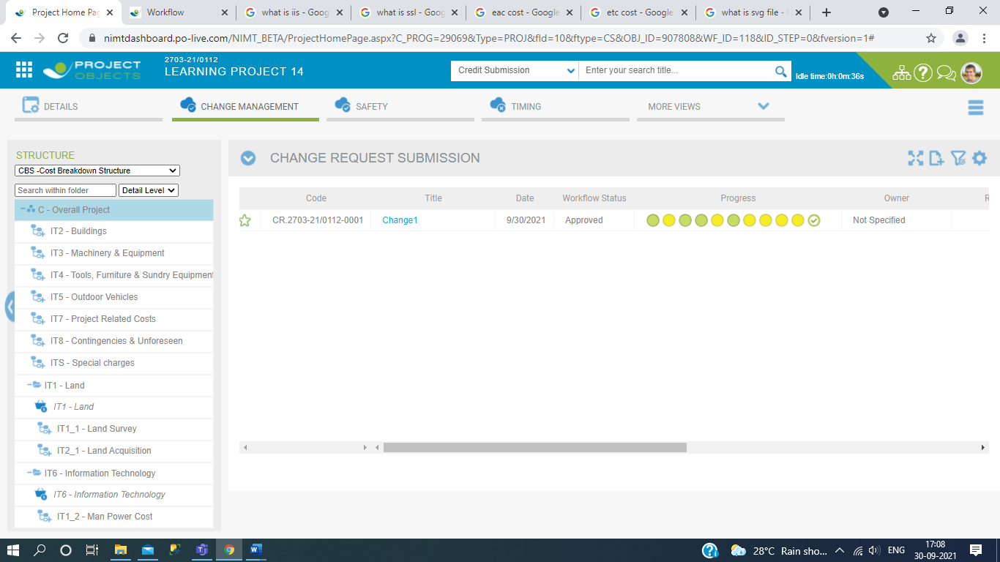 Project Home Pag
Workflow
what is iis - Goog
what is ssl - Goog
eac cost - Google
etc cost - Google
what is svg file - G
nimtdashboard.po-live.com/NIMT_BETA/ProjectHomePage.aspx?C_PROG=29069&Type=PROJ&fId=10&ftype=CS&OBJ_ID=907808&WF_ID=118&ID_STEP=0&fversion=1#
PROJECT
OBJECTS
2703-21/0112
LEARNING PROJECT 14
Credit Submission
Enter your search title...
Idle time:0h:0m:36s
DETAILS
CHANGE MANAGEMENT
SAFETY
TIMING
MORE VIEWS
STRUCTURE
CBS -Cost Breakdown Structure
Search within folder
Detail Level
C - Overall Project
IT2 - Buildings
IT3 - Machinery & Equipment
IT4 - Tools, Furniture & Sundry Equipment
IT5 - Outdoor Vehicles
IT7 - Project Related Costs
IT8 - Contingencies & Unforeseen
ITS - Special charges
IT1 - Land
IT1 - Land
IT1_1 - Land Survey
IT2_1 - Land Acquisition
IT6 - Information Technology
IT6 - Information Technology
IT1_2 - Man Power Cost
CHANGE REQUEST SUBMISSION
Code Title Date Workflow Status Progress Owner R
CR.2703-21/0112-0001 Change1 9/30/2021 Approved Not Specified
28°C Rain sho... ENG
17:08
30-09-2021